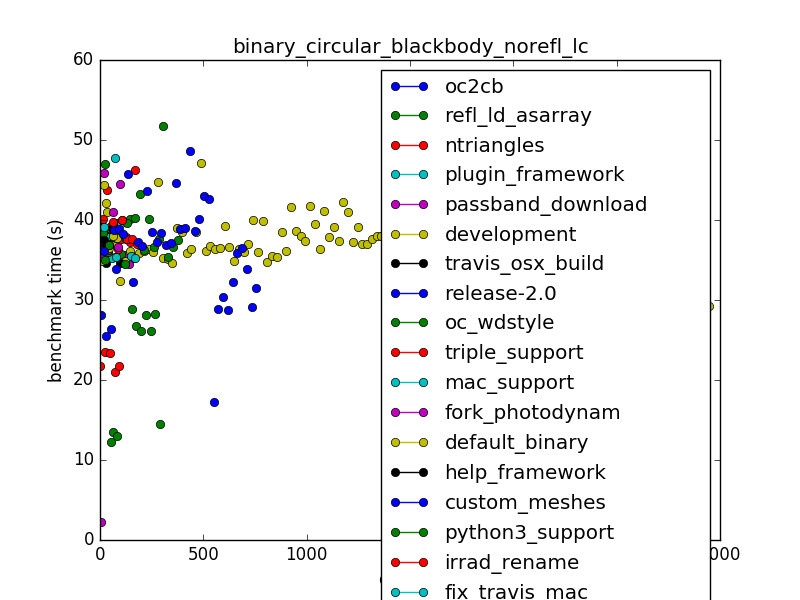 binary_circular_blackbody_norefl_lc
60
50
40
30
20
10
0
benchmark time (s)
0
500
1000
000
oc2cb
refl_ld_asarray
ntriangles
plugin_framework
passband_download
development
travis_osx_build
release-2.0
oc_wdstyle
triple_support
mac_support
fork_photodynam
default_binary
help_framework
custom_meshes
python3_support
irrad_rename
fix_travis_mac